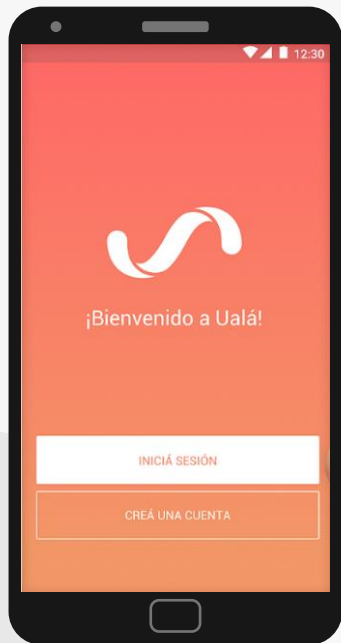 12:30
¡Bienvenido a Ualá!
INICIÁ SESIÓN
CREÁ UNA CUENTA